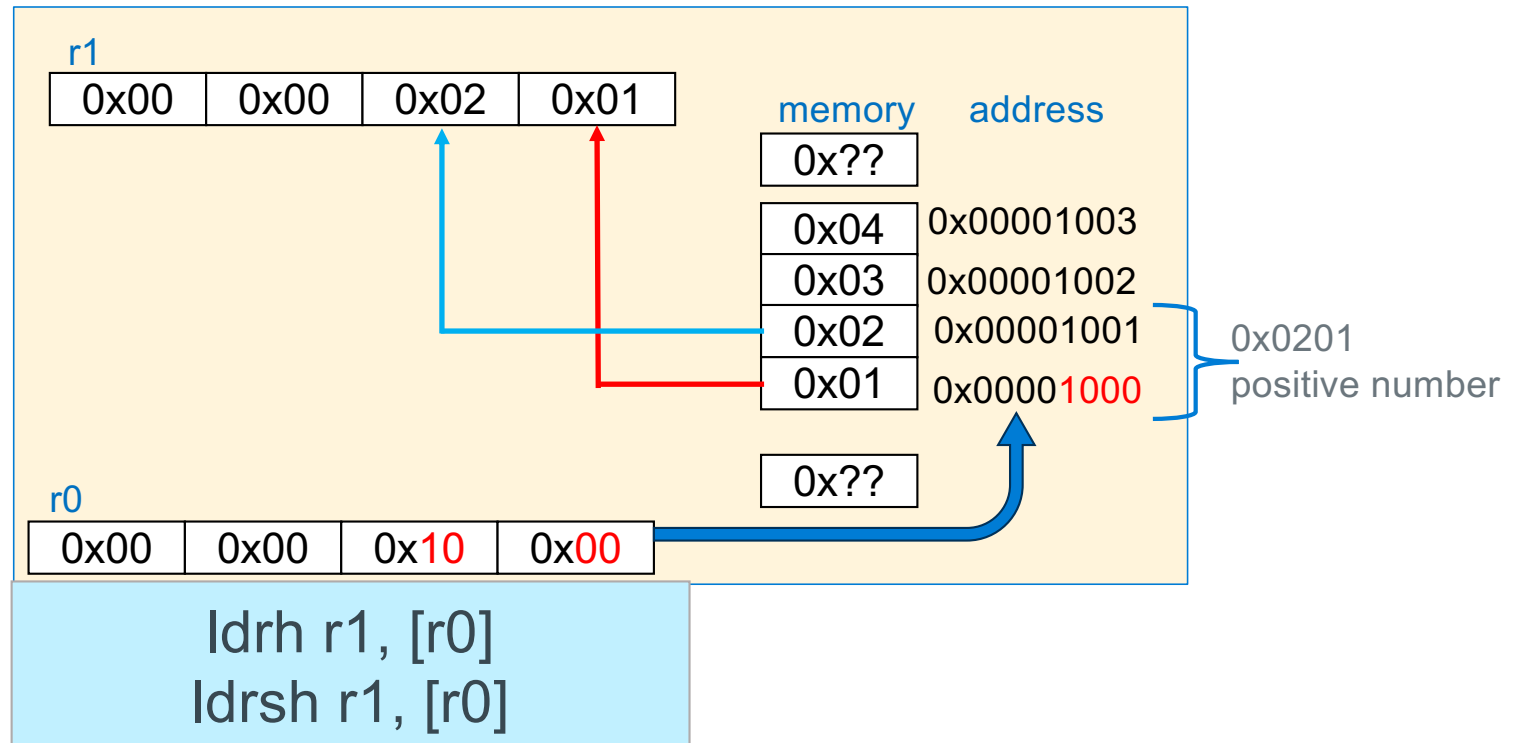 r1
0x00 0x00 0x02 0x01
memory address
0x??
0x04 0x00001003
0x03 0x00001002
0x02 0x00001001
0x01 0x00001000
0x0201
positive number
0x??
r0
0x00 0x00 0x10 0x00
ldrh r1, [r0]
ldrsh r1, [r0]